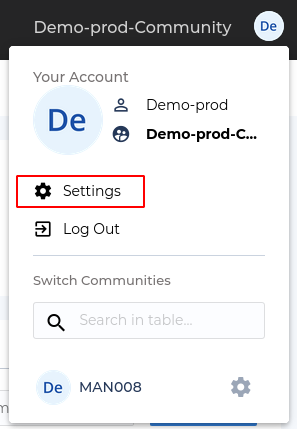 Demo-prod-Community
De
Your Account
De
Demo-prod
Demo-prod-C...
Settings
Log Out
Switch Communities
Search in table...
De
MAN008